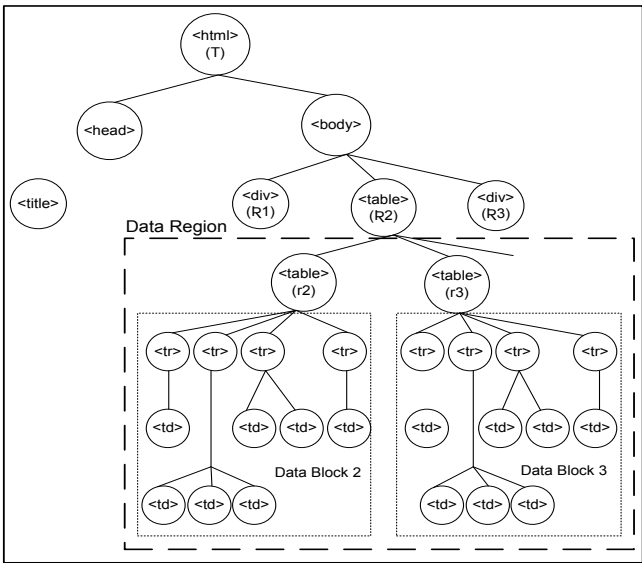 <html>
(T)
<head>
<body>
<title>
<div>
(R1)
<table>
(R2)
<div>
(R3)
Data Region
<table>
(r2)
<table>
(r3)
<tr> <tr> <tr> <tr>
<tr> <tr> <tr> <tr>
<td> <td> <td> <td>
<td> <td> <td> <td>
Data Block 2
Data Block 3
<td> <td> <td>
<td> <td> <td>